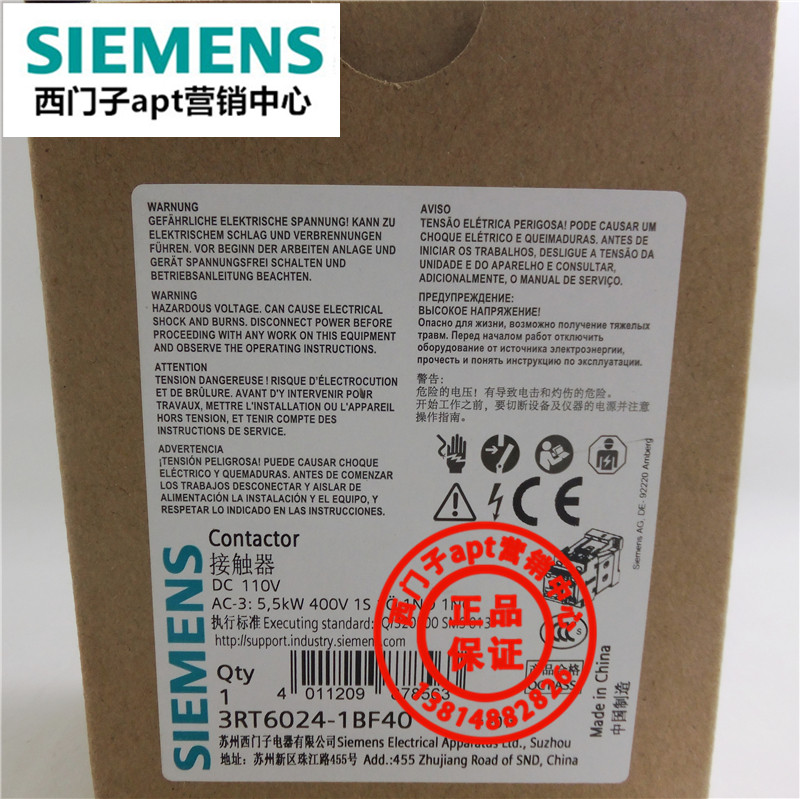 SIEMENS
西门子apt营销中心
WARNUNG
GEFÄHRLICHE ELEKTRISCHE SPANNUNG! KANN ZU
ELEKTRISCHEM SCHLAG UND VERBRENNUNGEN
FÜHREN. VOR BEGINN DER ARBEITEN ANLAGE UND
GERÄT SPANNUNGSFREI SCHALTEN UND
BETRIEBSANLEITUNG BEACHTEN.
WARNING
HAZARDOUS VOLTAGE. CAN CAUSE ELECTRICAL
SHOCK AND BURNS. DISCONNECT POWER BEFORE
PROCEEDING WITH ANY WORK ON THIS EQUIPMENT
AND OBSERVE THE OPERATING INSTRUCTIONS.
ATTENTION
TENSION DANGEREUSE! RISQUE D'ÉLECTROCUTION
ET DE BRÛLURE. AVANT D'Y INTERVENIR POUR
TRAVAUX, METTRE L'INSTALLATION OU L'APPAREIL
HORS TENSION, ET TENIR COMPTE DES
INSTRUCTIONS DE SERVICE.
ADVERTENCIA
¡TENSIÓN PELIGROSA! PUEDE CAUSAR CHOQUE
ELÉCTRICO Y QUEMADURAS. ANTES DE COMENZAR
LOS TRABAJOS DESCONECTAR Y AISLAR DE
ALIMENTACIÓN LA INSTALACIÓN Y EL EQUIPO, Y
RESPETAR LO INDICADO EN LAS INSTRUCCIONES.
AVISO
TENSÃO ELÉTRICA PERIGOSA! PODE CAUSAR UM
CHOQUE ELÉTRICO E QUEIMADURAS. ANTES DE
INICIAR OS TRABALHOS, DESLIGUE A TENSÃO DA
UNIDADE E DO APARELHO E CONSULTAR,
ADICIONALMENTE, O MANUAL DE SERVIÇO.
ПРЕДУПРЕЖДЕНИЕ:
ВЫСОКОЕ НАПРЯЖЕНИЕ!
Опасно для жизни, возможно получение тяжелых
травм. Перед началом работ отключить
оборудование от источника электроэнергии,
прочесть и понять инструкцию по эксплуатации.
警告:
危险的电压！有导致电击和灼伤的危险。
开始工作之前，要切断设备及仪器的电源并注意
操作指南。
CE
Siemens AG, DE- 92220 Amberg
SIEMENS
Contactor
接触器
DC 110V
AC-3: 5,5kW 400V 1S
执行标准 Executing standard:
http://support.industry.siemens.com
Qty
1
4 011209
3RT6024-1BF40
苏州西门子电器有限公司Siemens Electrical Apparatus Ltd., Suzhou
地址: 苏州新区珠江路455号 Add.:455 Zhujiang Road of SND, China
Made in China
中国制造
西门子apt营销中心
正品
保证
13814882826